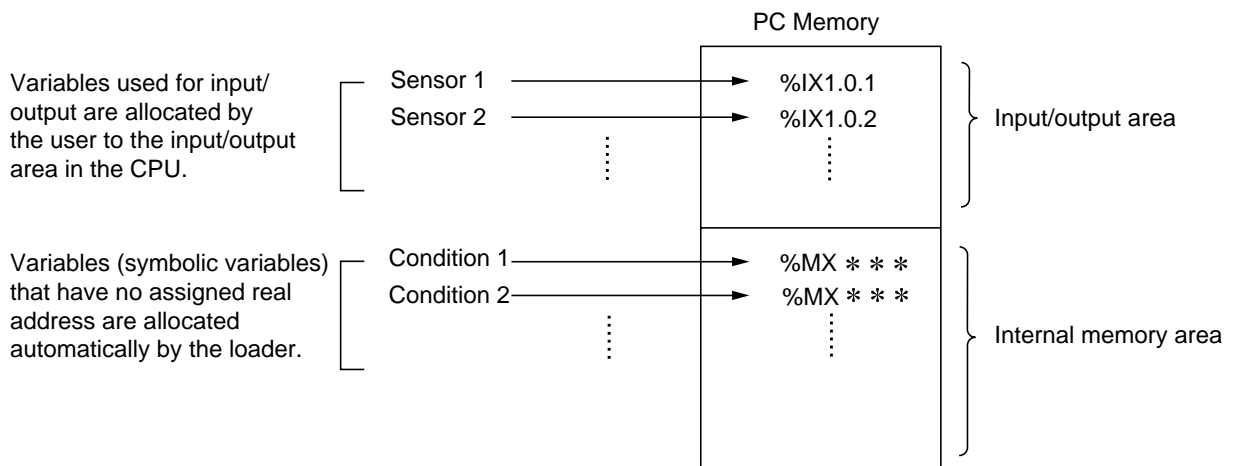 PC Memory
Variables used for input/
output are allocated by
the user to the input/output
area in the CPU.
Sensor 1
Sensor 2
%IX1.0.1
%IX1.0.2
Input/output area
Variables (symbolic variables)
that have no assigned real
address are allocated
automatically by the loader.
Condition 1
Condition 2
%MX * * *
%MX * * *
Internal memory area